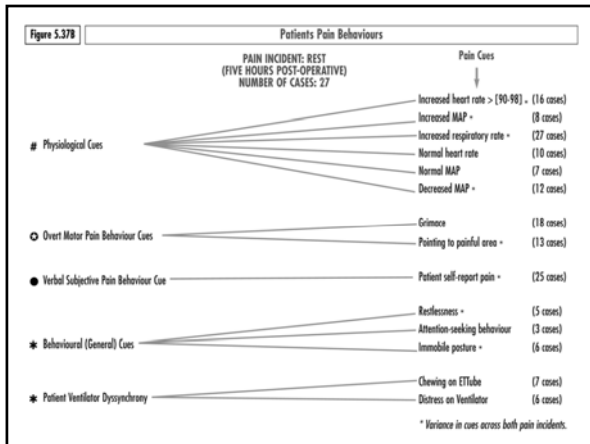 Figure 5.37B
Patients Pain Behaviours
PAIN INCIDENT: REST
(FIVE HOURS POST-OPERATIVE)
NUMBER OF CASES: 27
Pain Cues
# Physiological Cues
Increased heart rate > [90-98] * (16 cases)
Increased MAP * (8 cases)
Increased respiratory rate * (27 cases)
Normal heart rate (10 cases)
Normal MAP (7 cases)
Decreased MAP * (12 cases)
✪ Overt Motor Pain Behaviour Cues
Grimace (18 cases)
Pointing to painful area * (13 cases)
● Verbal Subjective Pain Behaviour Cue
Patient self-report pain * (25 cases)
* Behavioural (General) Cues
Restlessness * (5 cases)
Attention-seeking behaviour (3 cases)
Immobile posture * (6 cases)
* Patient Ventilator Dyssynchrony
Chewing on ETTube (7 cases)
Distress on Ventilator (6 cases)
* Variance in cues across both pain incidents.